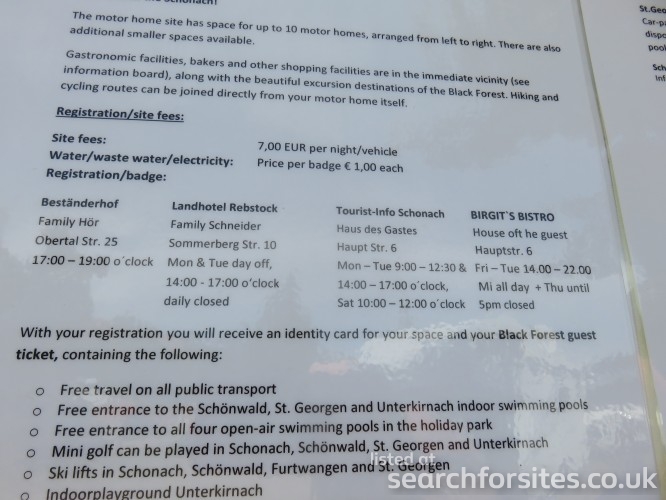 the Schonach!
The motor home site has space for up to 10 motor homes, arranged from left to right. There are also
additional smaller spaces available.
Gastronomic facilities, bakers and other shopping facilities are in the immediate vicinity (see
information board), along with the beautiful excursion destinations of the Black Forest. Hiking and
cycling routes can be joined directly from your motor home itself.
Registration/site fees:
Site fees: 7,00 EUR per night/vehicle
Water/waste water/electricity: Price per badge € 1,00 each
Registration/badge:
Beständerhof
Family Hör
Obertal Str. 25
17:00 – 19:00 o´clock
Landhotel Rebstock
Family Schneider
Sommerberg Str. 10
Mon & Tue day off,
14:00 - 17:00 o'clock
daily closed
Tourist-Info Schonach
Haus des Gastes
Haupt Str. 6
Mon – Tue 9:00 – 12:30 &
14:00 – 17:00 o´clock,
Sat 10:00 – 12:00 o´clock
BIRGIT`S BISTRO
House oft he guest
Hauptstr. 6
Fri – Tue 14.00 – 22.00
Mi all day + Thu until
5pm closed
With your registration you will receive an identity card for your space and your Black Forest guest
ticket, containing the following:
o Free travel on all public transport
o Free entrance to the Schönwald, St. Georgen and Unterkirnach indoor swimming pools
o Free entrance to all four open-air swimming pools in the holiday park
o Mini golf can be played in Schonach, Schönwald, St. Georgen and Unterkirnach
o Ski lifts in Schonach, Schönwald, Furtwangen and St. Georgen
o Indoorplayground Unterkirnach
St.Geo
Car-pa
dispo
pool
Sch
Inf
listed at
searchforsites.co.uk